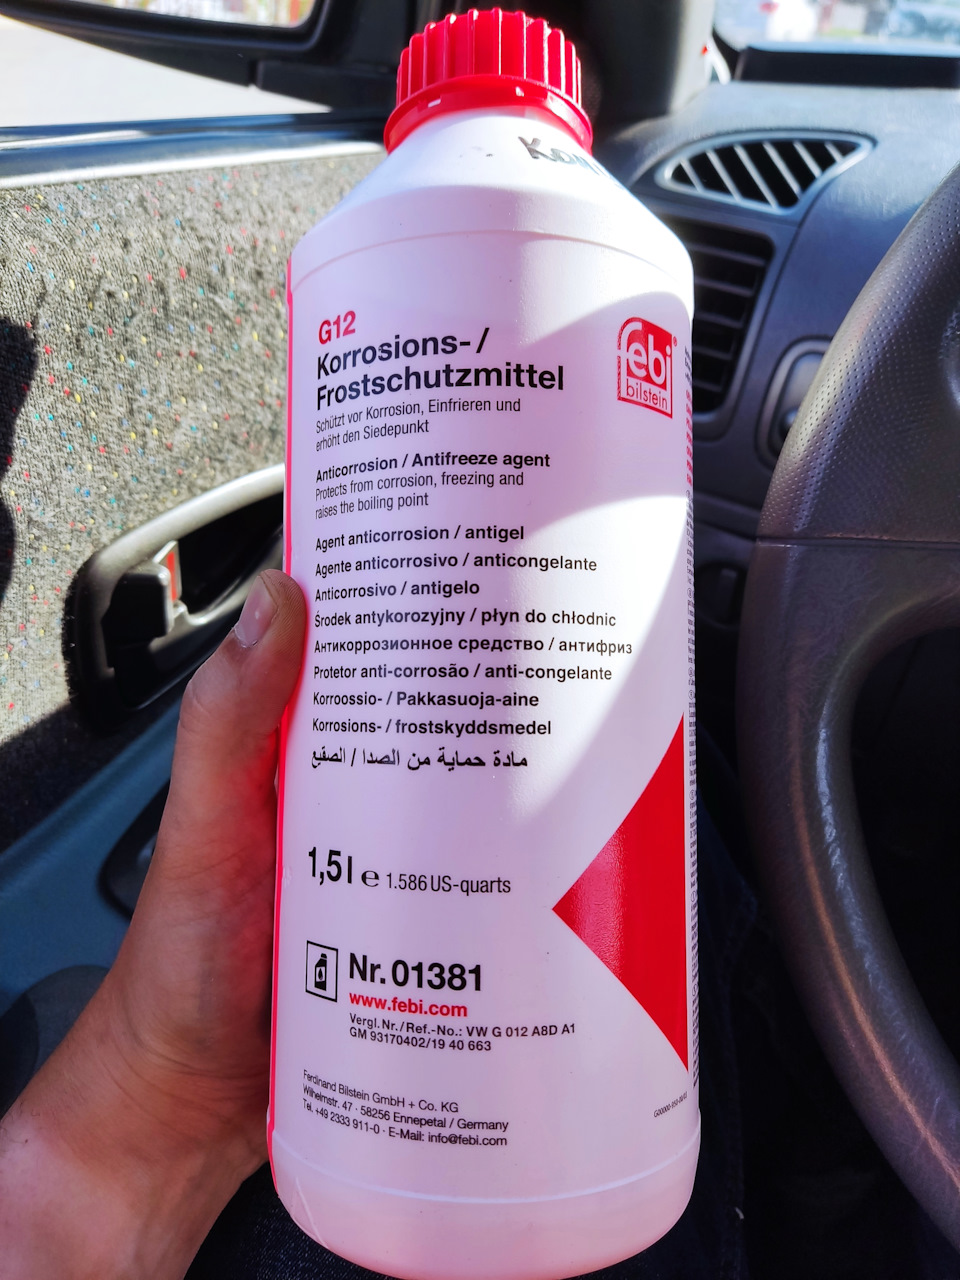 G12
Korrosions-/
Frostschutzmittel
Schützt vor Korrosion, Einfrieren und
erhöht den Siedepunkt
febi
bilstein
Anticorrosion / Antifreeze agent
Protects from corrosion, freezing and
raises the boiling point
Agent anticorrosion / antigel
Agente anticorrosivo / anticongelante
Anticorrosivo / antigelo
Środek antykorozyjny / płyn do chłodnic
Антикоррозионное средство / антифриз
Protetor anti-corrosão / anti-congelante
Korroossio- / Pakkasuoja-aine
Korrosions- / frostskyddsmedel
مادة حماية من الصدا / الصقيع
1,5 l e 1.586 US-quarts
Nr. 01381
www.febi.com
Vergl. Nr./Ref.-No.: VW G 012 A8D A1
GM 93170402/19 40 663
Ferdinand Bilstein GmbH + Co. KG
Wilhelmstr. 47 · 58256 Ennepetal / Germany
Tel. +49 2333 911-0 · E-Mail: info@febi.com